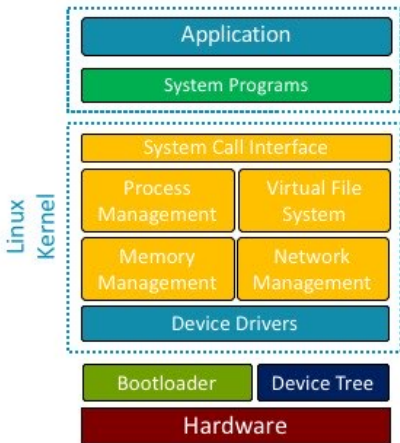 Application
System Programs
Linux
Kernel
System Call Interface
Process
Management
Virtual File
System
Memory
Management
Network
Management
Device Drivers
Bootloader
Device Tree
Hardware